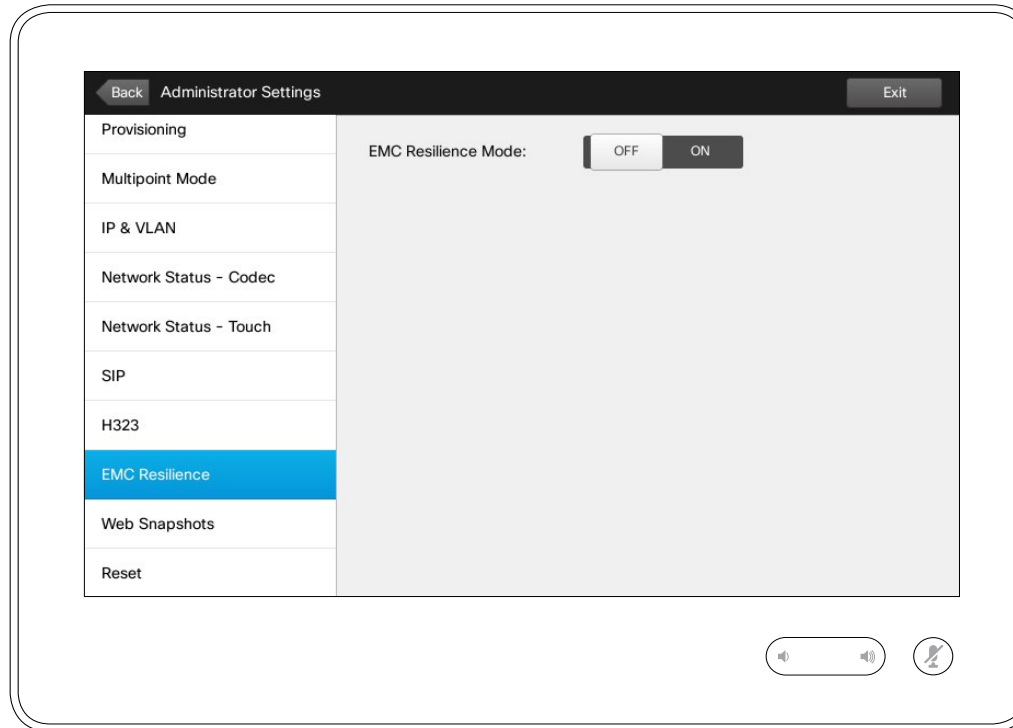 Back Administrator Settings Exit
Provisioning
EMC Resilience Mode: OFF ON
Multipoint Mode
IP & VLAN
Network Status - Codec
Network Status - Touch
SIP
H323
EMC Resilience
Web Snapshots
Reset